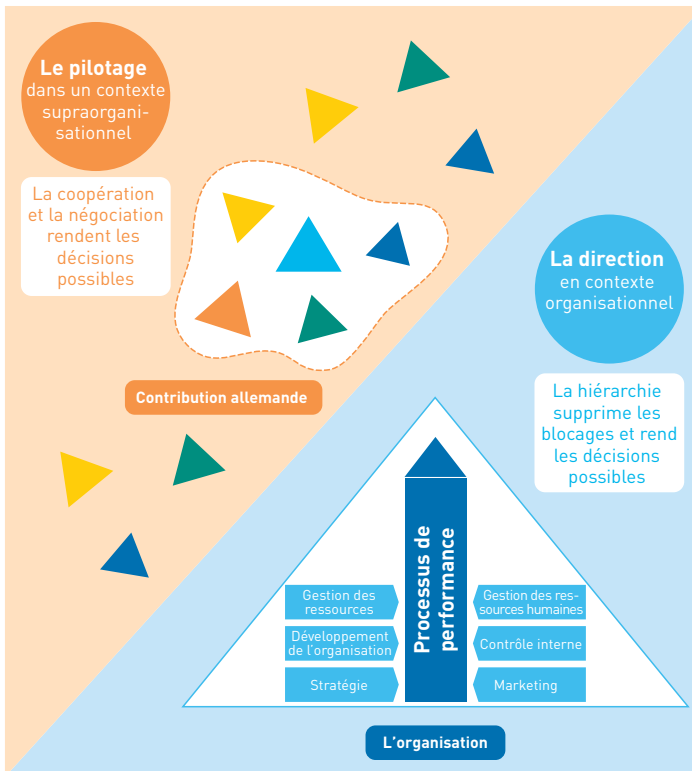 Le pilotage
dans un contexte
supraorgani-
sationnel
La coopération
et la négociation
rendent les
décisions
possibles
Contribution allemande
La direction
en contexte
organisationnel
La hiérarchie
supprime les
blocages et rend
les décisions
possibles
Processus de
performance
Gestion des
ressources
Développement
de l'organisation
Stratégie
Gestion des res-
sources humaines
Contrôle interne
Marketing
L'organisation